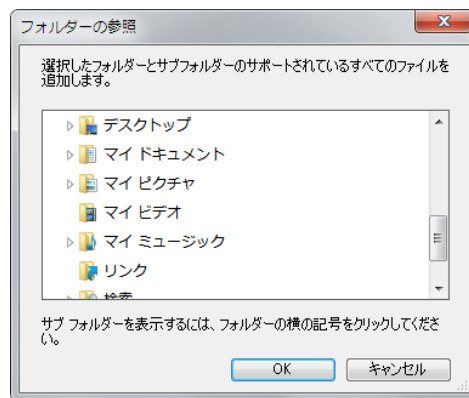 フォルダーの参照
選択したフォルダーとサブフォルダーのサポートされているすべてのファイルを
追加します。
デスクトップ
マイ ドキュメント
マイ ピクチャ
マイ ビデオ
マイ ミュージック
リンク
検索
サブ フォルダーを表示するには、フォルダーの横の記号をクリックしてくださ
い。
OK
キャンセル